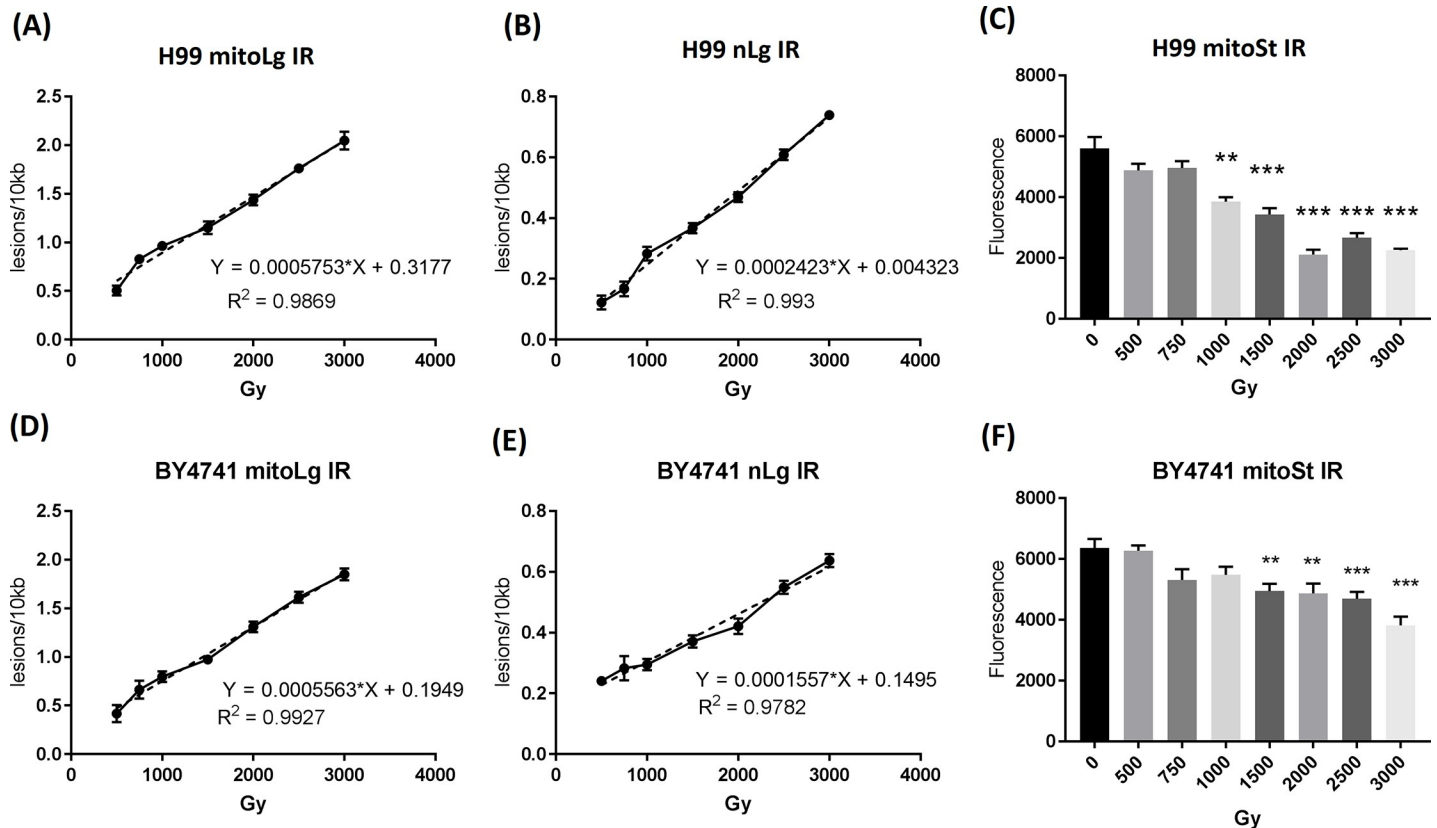 (A)
H99 mitoLg IR
lesions/10kb
2.5
2.0
1.5
1.0
0.5
0.0
Y = 0.0005753*X + 0.3177
R2 = 0.9869
0 1000 2000 3000 4000
Gy
(B)
H99 nLg IR
lesions/10kb
0.8
0.6
0.4
0.2
0.0
Y = 0.0002423*X + 0.004323
R2 = 0.993
0 1000 2000 3000 4000
Gy
(C)
H99 mitoSt IR
Fluorescence
8000
6000
4000
2000
0
** *** *** *** ***
0 500 750 1000 1500 2000 2500 3000
Gy
(D)
BY4741 mitoLg IR
lesions/10kb
2.5
2.0
1.5
1.0
0.5
0.0
Y = 0.0005563*X + 0.1949
R2 = 0.9927
0 1000 2000 3000 4000
Gy
(E)
BY4741 nLg IR
lesions/10kb
0.8
0.6
0.4
0.2
0.0
Y = 0.0001557*X + 0.1495
R2 = 0.9782
0 1000 2000 3000 4000
Gy
(F)
BY4741 mitoSt IR
Fluorescence
8000
6000
4000
2000
0
** ** *** ***
0 500 750 1000 1500 2000 2500 3000
Gy